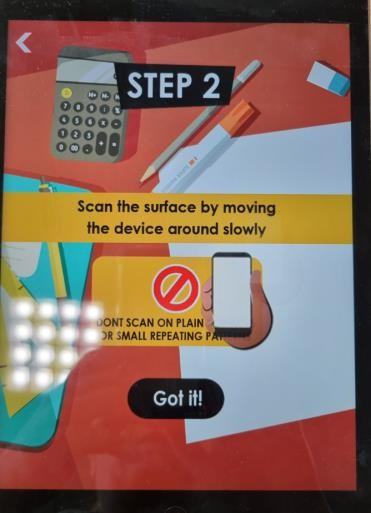 STEP 2
Scan the surface by moving
the device around slowly
DONT SCAN ON PLAIN
OR SMALL REPEATING
Got it!